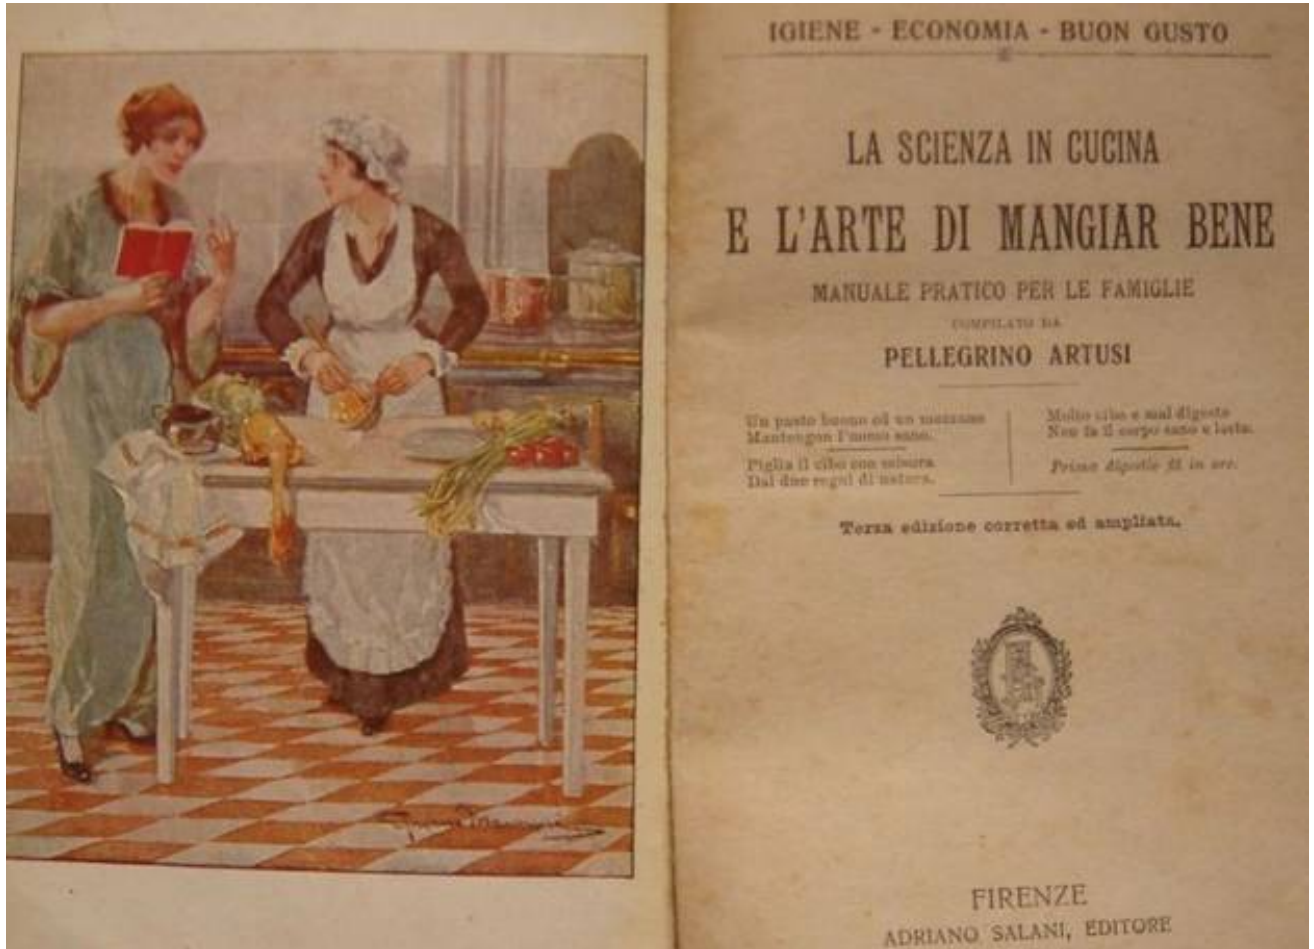 IGIENE - ECONOMIA - BUON GUSTO
LA SCIENZA IN CUCINA
E L'ARTE DI MANGIAR BENE
MANUALE PRATICO PER LE FAMIGLIE
COMPILATO DA
PELLEGRINO ARTUSI
Un pasto buono ed un mezzano
Mantengon l'uomo sano.
Piglia il cibo con misura
Dai due regni di natura.
Molto cibo e mal digesto
Non fa il corpo sano e lesto.
Prima digestio fit in ore.
Terza edizione corretta ed ampliata.
FIRENZE
ADRIANO SALANI, EDITORE